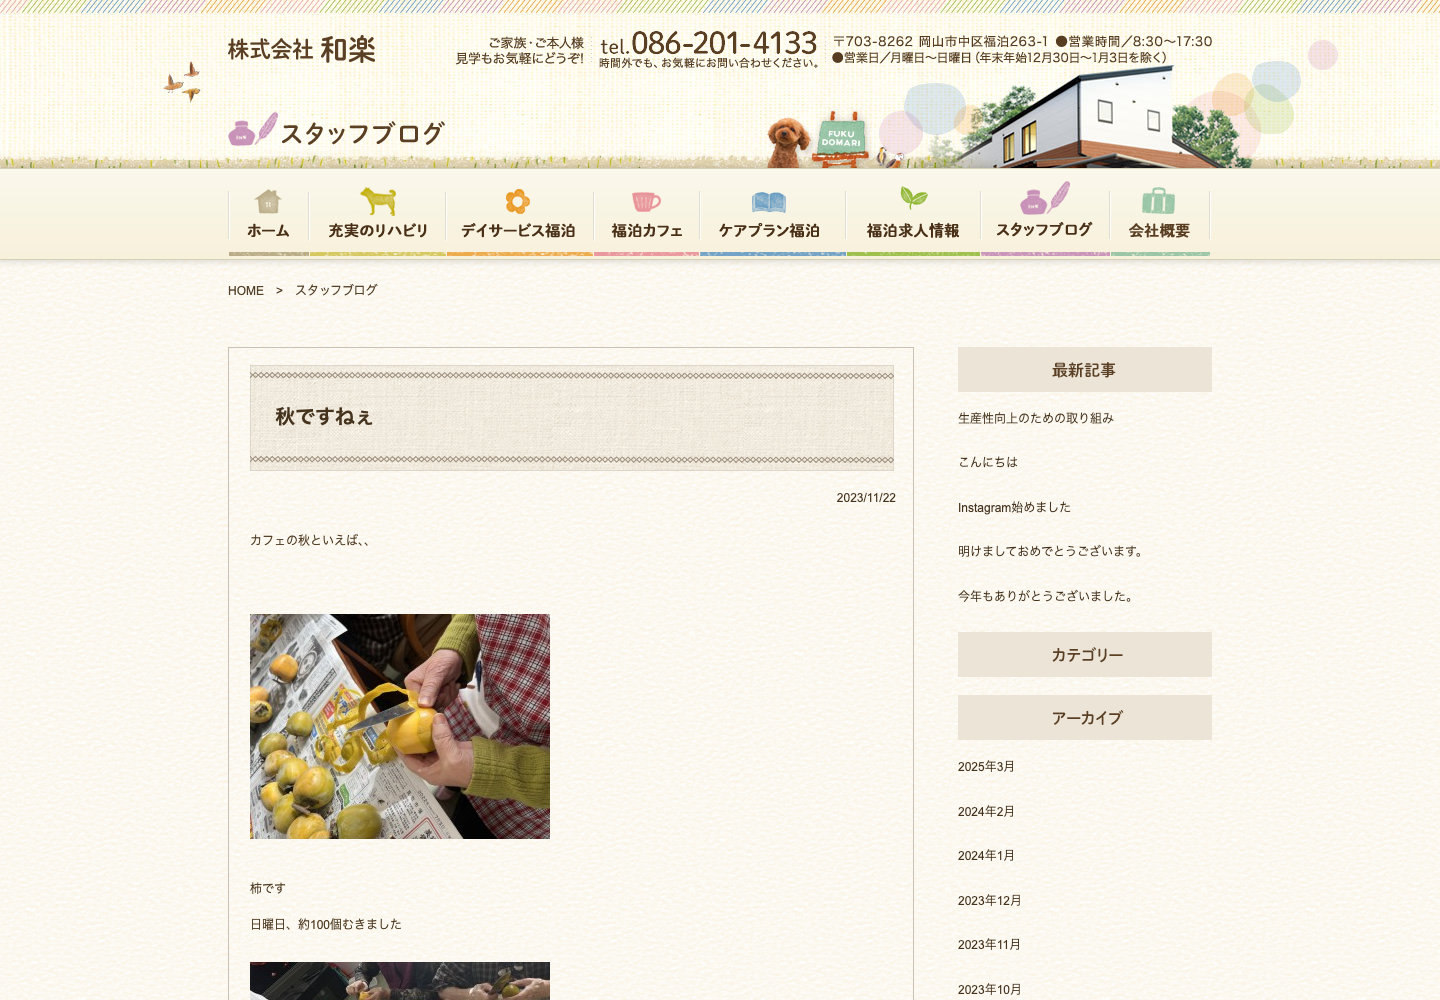 株式会社 和楽
ご家族・ご本人様
見学もお気軽にどうぞ!
tel.086-201-4133
時間外でも、お気軽にお問い合わせください。
〒703-8262 岡山市中区福泊263-1 ●営業時間／8:30～17:30
●営業日／月曜日～日曜日（年末年始12月30日～1月3日を除く）
スタッフブログ
FUKU
DOMARI
ホーム
充実のリハビリ
デイサービス福泊
福泊カフェ
ケアプラン福泊
福泊求人情報
スタッフブログ
会社概要
HOME > スタッフブログ
秋ですねぇ
2023/11/22
カフェの秋といえば、、
柿です
日曜日、約100個むきました
最新記事
生産性向上のための取り組み
こんにちは
Instagram始めました
明けましておめでとうございます。
今年もありがとうございました。
カテゴリー
アーカイブ
2025年3月
2024年2月
2024年1月
2023年12月
2023年11月
2023年10月